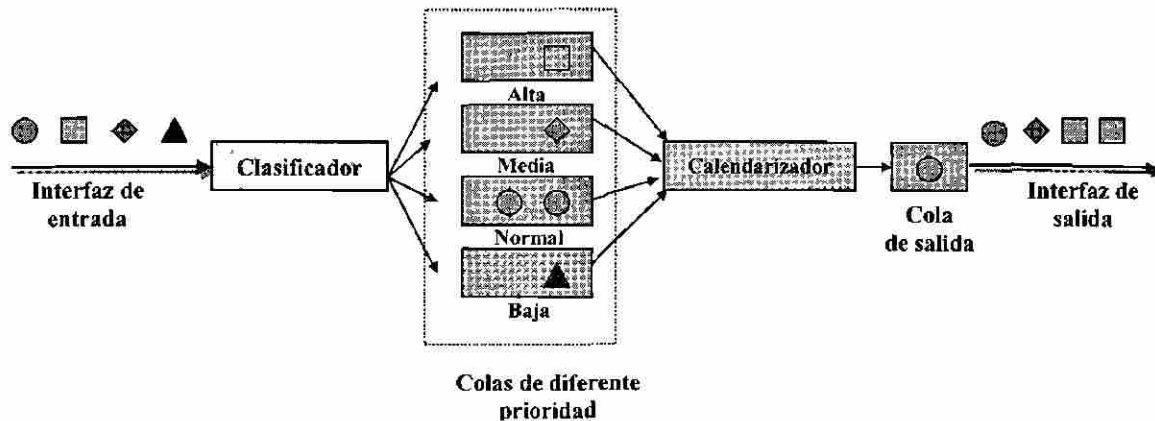 Interfaz de
entrada
Clasificador
Alta
Media
Normal
Baja
Colas de diferente
prioridad
Calendarizador
Cola
de salida
Interfaz de
salida